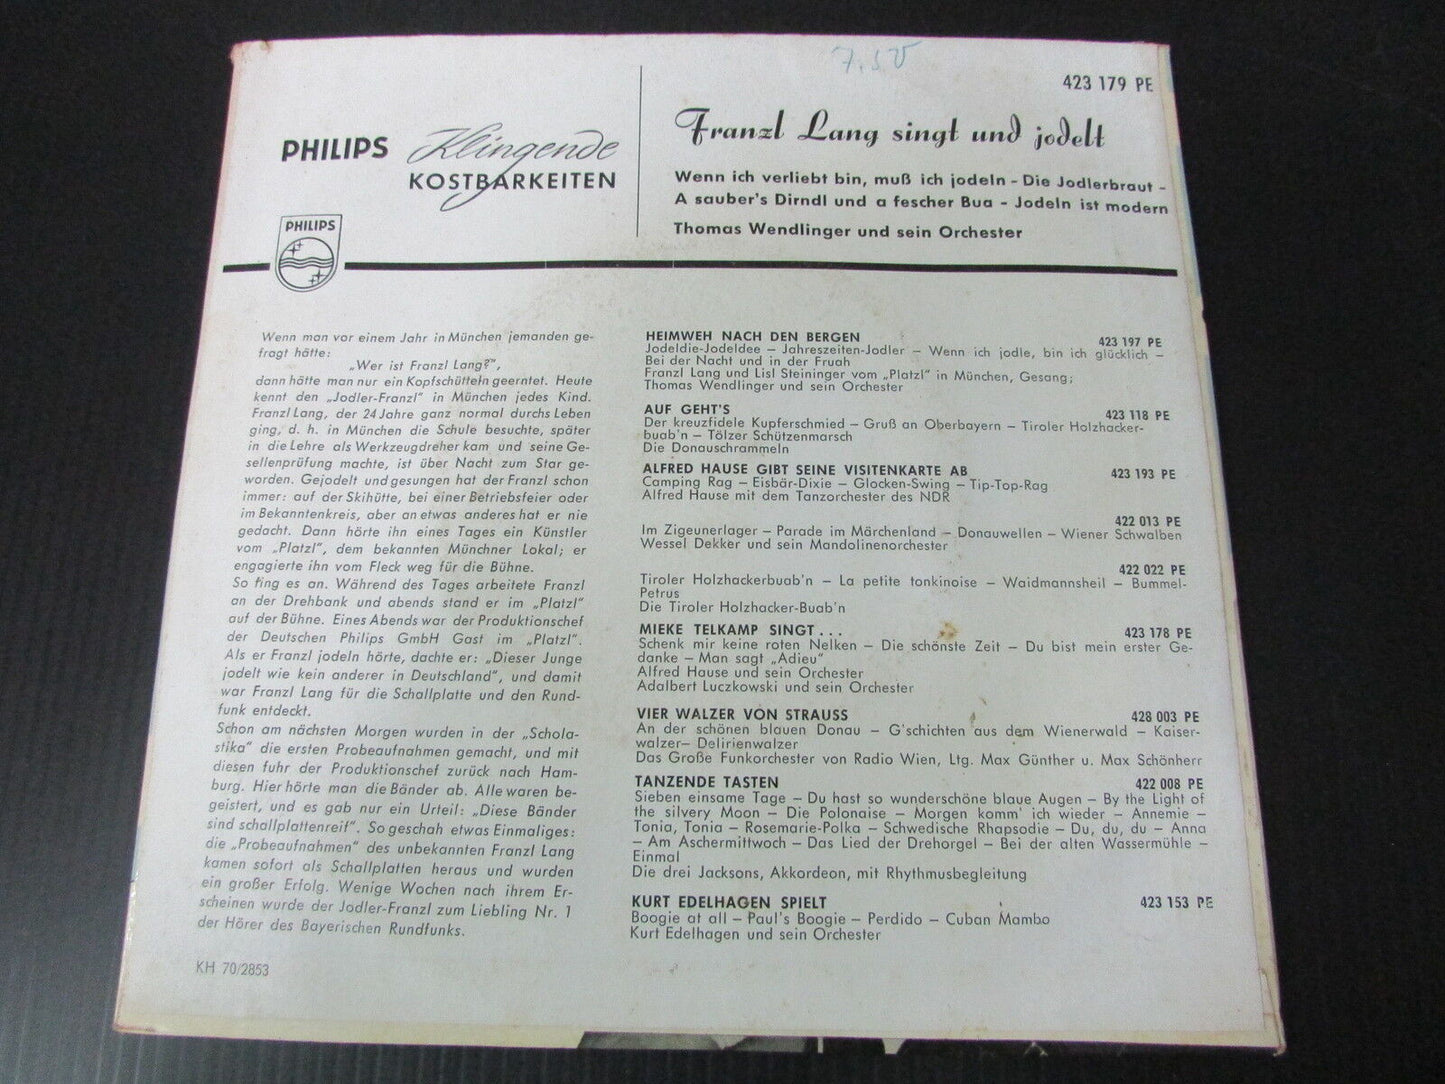 7.50
423 179 PE
PHILIPS Klingende
KOSTBARKEITEN
PHILIPS
Franzl Lang singt und jodelt
Wenn ich verliebt bin, muß ich jodeln – Die Jodlerbraut –
A sauber's Dirndl und a fescher Bua – Jodeln ist modern
Thomas Wendlinger und sein Orchester
Wenn man vor einem Jahr in München jemanden ge-
fragt hätte:
„Wer ist Franzl Lang?",
dann hätte man nur ein Kopfschütteln geerntet. Heute
kennt den „Jodler-Franzl" in München jedes Kind.
Franzl Lang, der 24 Jahre ganz normal durchs Leben
ging, d. h. in München die Schule besuchte, später
in die Lehre als Werkzeugdreher kam und seine Ge-
sellenprüfung machte, ist über Nacht zum Star ge-
worden. Gejodelt und gesungen hat der Franzl schon
immer: auf der Skihütte, bei einer Betriebsfeier oder
im Bekanntenkreis, aber an etwas anderes hat er nie
gedacht. Dann hörte ihn eines Tages ein Künstler
vom „Platzl", dem bekannten Münchner Lokal; er
engagierte ihn vom Fleck weg für die Bühne.
So fing es an. Während des Tages arbeitete Franzl
an der Drehbank und abends stand er im „Platzl"
auf der Bühne. Eines Abends war der Produktionschef
der Deutschen Philips GmbH Gast im „Platzl".
Als er Franzl jodeln hörte, dachte er: „Dieser Junge
jodelt wie kein anderer in Deutschland", und damit
war Franzl Lang für die Schallplatte und den Rund-
funk entdeckt.
Schon am nächsten Morgen wurden in der „Schola-
stika" die ersten Probeaufnahmen gemacht, und mit
diesen fuhr der Produktionschef zurück nach Ham-
burg. Hier hörte man die Bänder ab. Alle waren be-
geistert, und es gab nur ein Urteil: „Diese Bänder
sind schallplattenreif". So geschah etwas Einmaliges:
die „Probeaufnahmen" des unbekannten Franzl Lang
kamen sofort als Schallplatten heraus und wurden
ein großer Erfolg. Wenige Wochen nach ihrem Er-
scheinen wurde der Jodler-Franzl zum Liebling Nr. 1
der Hörer des Bayerischen Rundfunks.
KH 70/2853
HEIMWEH NACH DEN BERGEN 423 197 PE
Jodeldie-Jodeldee – Jahreszeiten-Jodler – Wenn ich jodle, bin ich glücklich –
Bei der Nacht und in der Fruah
Franzl Lang und Lisl Steininger vom „Platzl" in München, Gesang;
Thomas Wendlinger und sein Orchester
AUF GEHT'S 423 118 PE
Der kreuzfidele Kupferschmied – Gruß an Oberbayern – Tiroler Holzhacker-
buab'n – Tölzer Schützenmarsch
Die Donauschrammeln
ALFRED HAUSE GIBT SEINE VISITENKARTE AB 423 193 PE
Camping Rag – Eisbär-Dixie – Glocken-Swing – Tip-Top-Rag
Alfred Hause mit dem Tanzorchester des NDR
422 013 PE
Im Zigeunerlager – Parade im Märchenland – Donauwellen – Wiener Schwalben
Wessel Dekker und sein Mandolinenorchester
422 022 PE
Tiroler Holzhackerbuab'n – La petite tonkinoise – Waidmannsheil – Bummel-
Petrus
Die Tiroler Holzhacker-Buab'n
MIEKE TELKAMP SINGT . . . 423 178 PE
Schenk mir keine roten Nelken – Die schönste Zeit – Du bist mein erster Ge-
danke – Man sagt „Adieu"
Alfred Hause und sein Orchester
Adalbert Luczkowski und sein Orchester
VIER WALZER VON STRAUSS 428 003 PE
An der schönen blauen Donau – G'schichten aus dem Wienerwald – Kaiser-
walzer– Delirienwalzer
Das Große Funkorchester von Radio Wien, Ltg. Max Günther u. Max Schönherr
TANZENDE TASTEN 422 008 PE
Sieben einsame Tage – Du hast so wunderschöne blaue Augen – By the Light of
the silvery Moon – Die Polonaise – Morgen komm' ich wieder – Annemie –
Tonia, Tonia – Rosemarie-Polka – Schwedische Rhapsodie – Du, du, du – Anna
– Am Aschermittwoch – Das Lied der Drehorgel – Bei der alten Wassermühle –
Einmal
Die drei Jacksons, Akkordeon, mit Rhythmusbegleitung
KURT EDELHAGEN SPIELT 423 153 PE
Boogie at all – Paul's Boogie – Perdido – Cuban Mambo
Kurt Edelhagen und sein Orchester